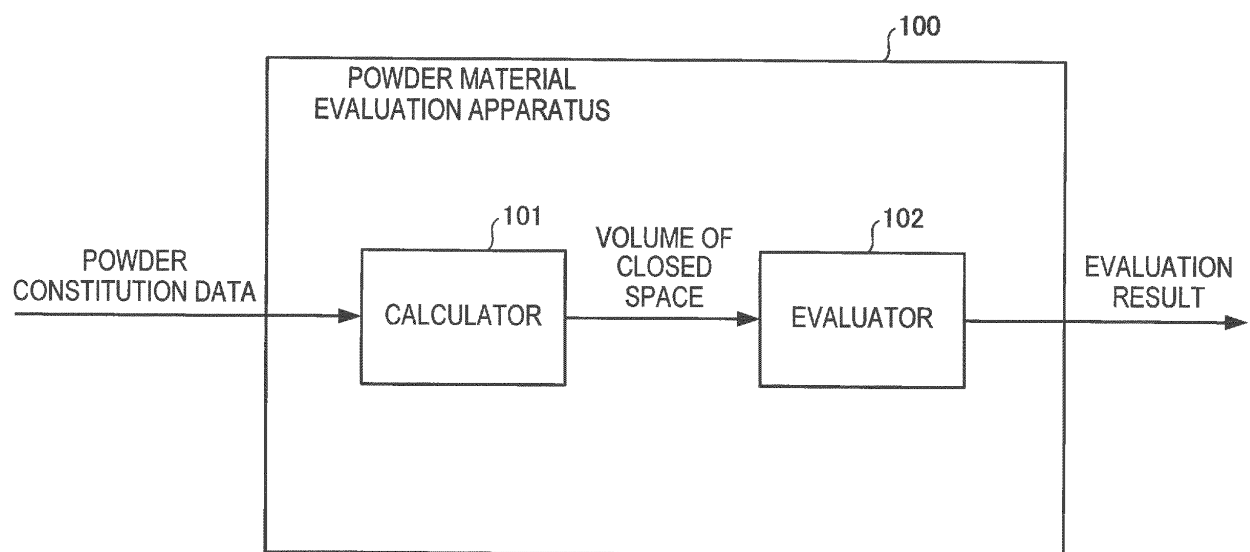 100
POWDER MATERIAL
EVALUATION APPARATUS
101
VOLUME OF
CLOSED
SPACE
102
POWDER
CONSTITUTION DATA
CALCULATOR
EVALUATOR
EVALUATION
RESULT